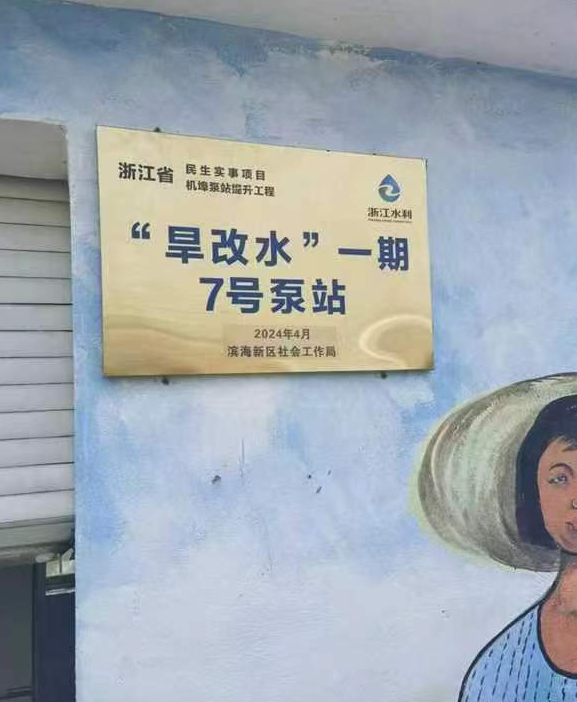 浙江省 民生实事项目
机埠泵站提升工程
浙江水利
“旱改水”一期
7号泵站
2024年4月
滨海新区社会工作局